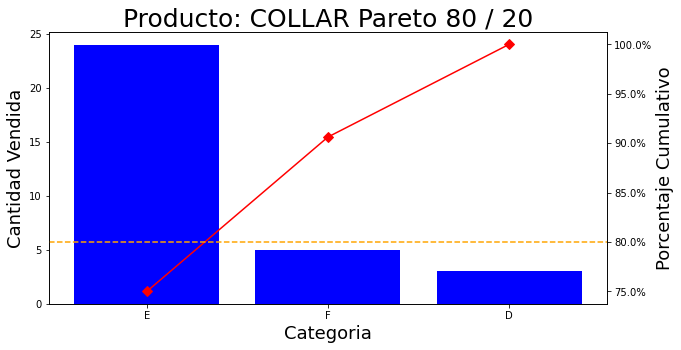 Producto: COLLAR Pareto 80 / 20
Cantidad Vendida
25
20
15
10
5
0
E
F
D
Categoria
100.0%
95.0%
90.0%
85.0%
80.0%
75.0%
Porcentaje Cumulativo